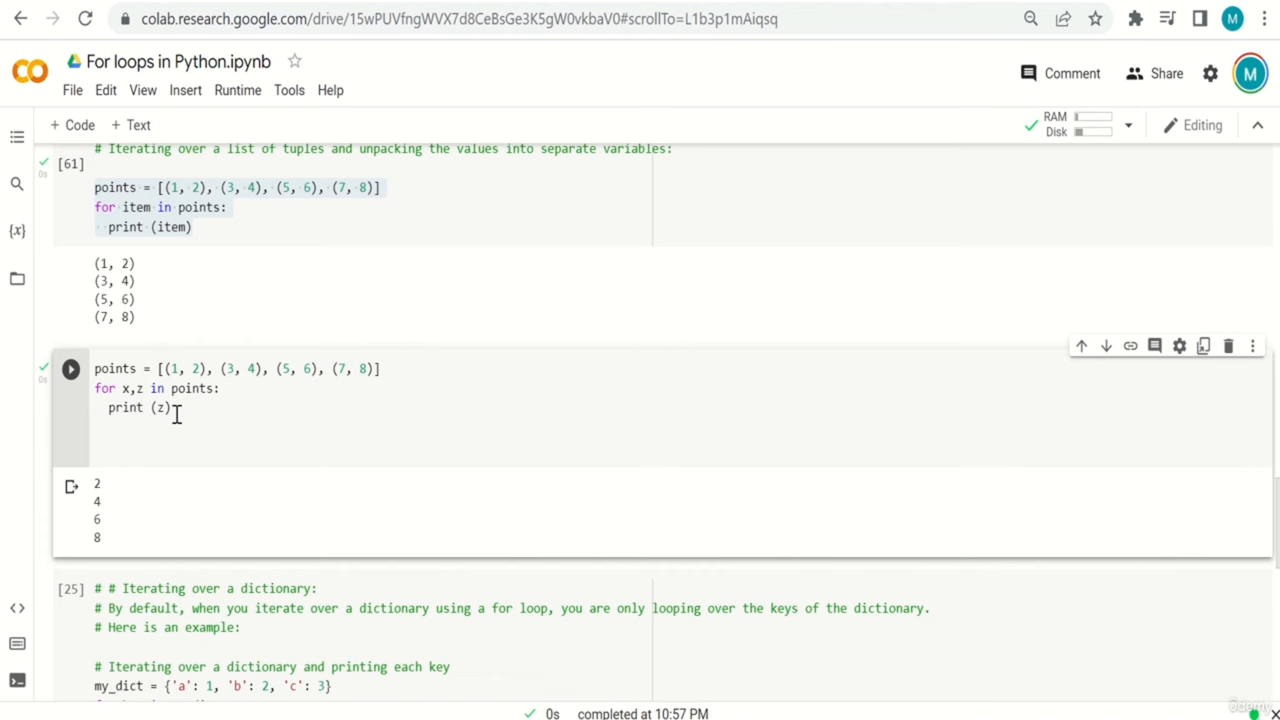 colab.research.google.com/drive/15wPUVfngWVX7d8CeBsGe3K5gW0vkbaV0#scrollTo=L1b3p1mAiqsq
M
CO
For loops in Python.ipynb
Comment
Share
M
File Edit View Insert Runtime Tools Help
+ Code + Text
RAM
Disk
Editing
# Iterating over a list of tuples and unpacking the values into separate variables:
[61]
0s
points = [(1, 2), (3, 4), (5, 6), (7, 8)]
for item in points:
print (item)
{x}
(1, 2)
(3, 4)
(5, 6)
(7, 8)
0s
points = [(1, 2), (3, 4), (5, 6), (7, 8)]
for x,z in points:
print (z)
2
4
6
8
[25] # # Iterating over a dictionary:
# By default, when you iterate over a dictionary using a for loop, you are only looping over the keys of the dictionary.
# Here is an example:
# Iterating over a dictionary and printing each key
my_dict = {'a': 1, 'b': 2, 'c': 3}
0s completed at 10:57 PM
ûdemy